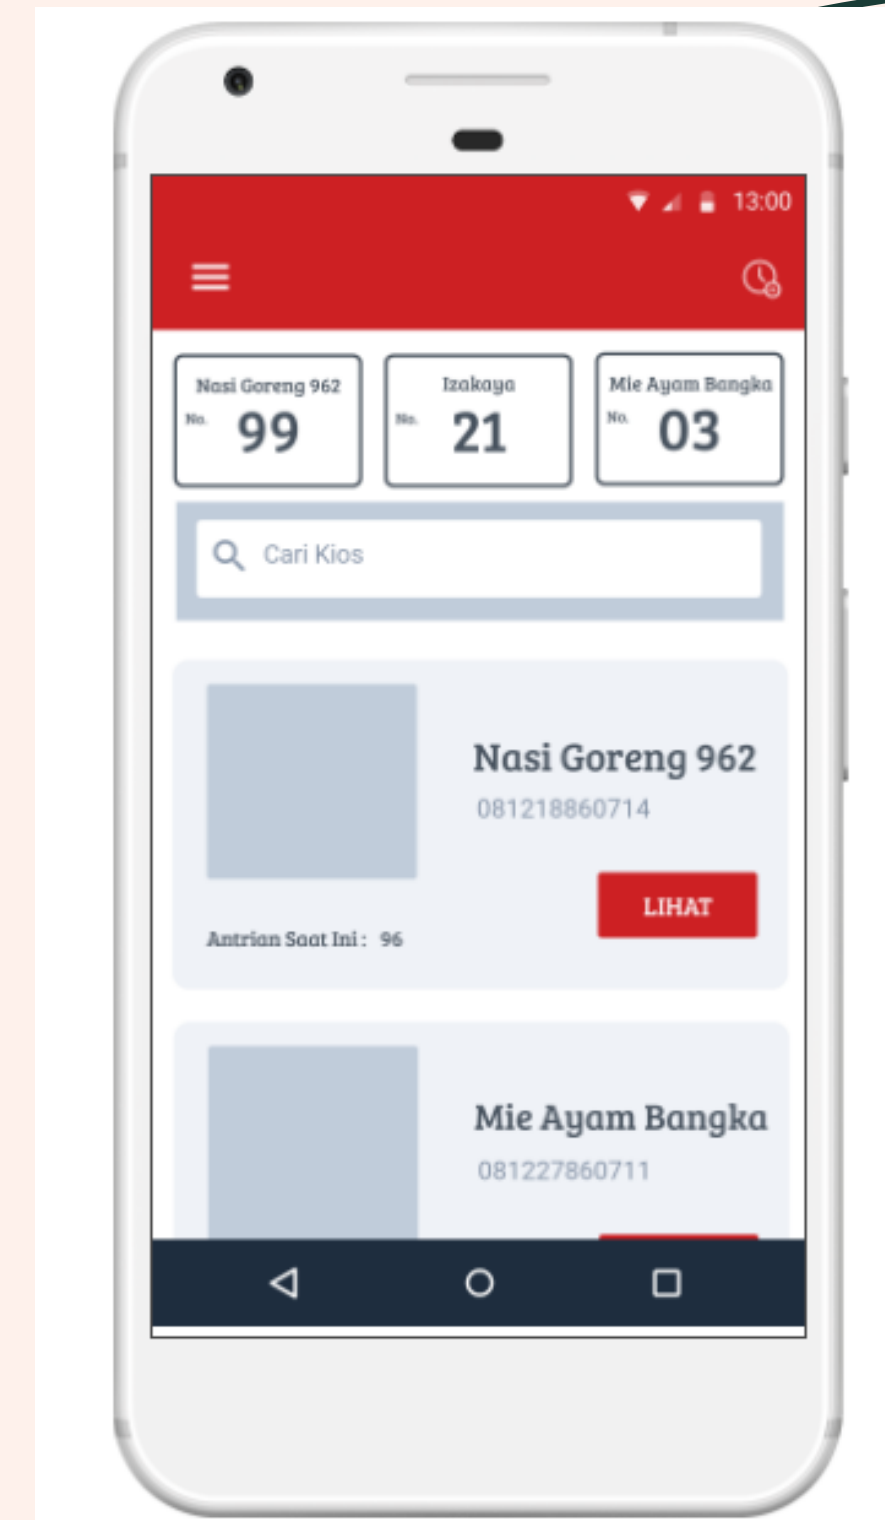 13:00
Nasi Goreng 962
No. 99
Izakaya
No. 21
Mie Ayam Bangka
No. 03
Cari Kios
Nasi Goreng 962
081218860714
LIHAT
Antrian Saat Ini : 96
Mie Ayam Bangka
081227860711